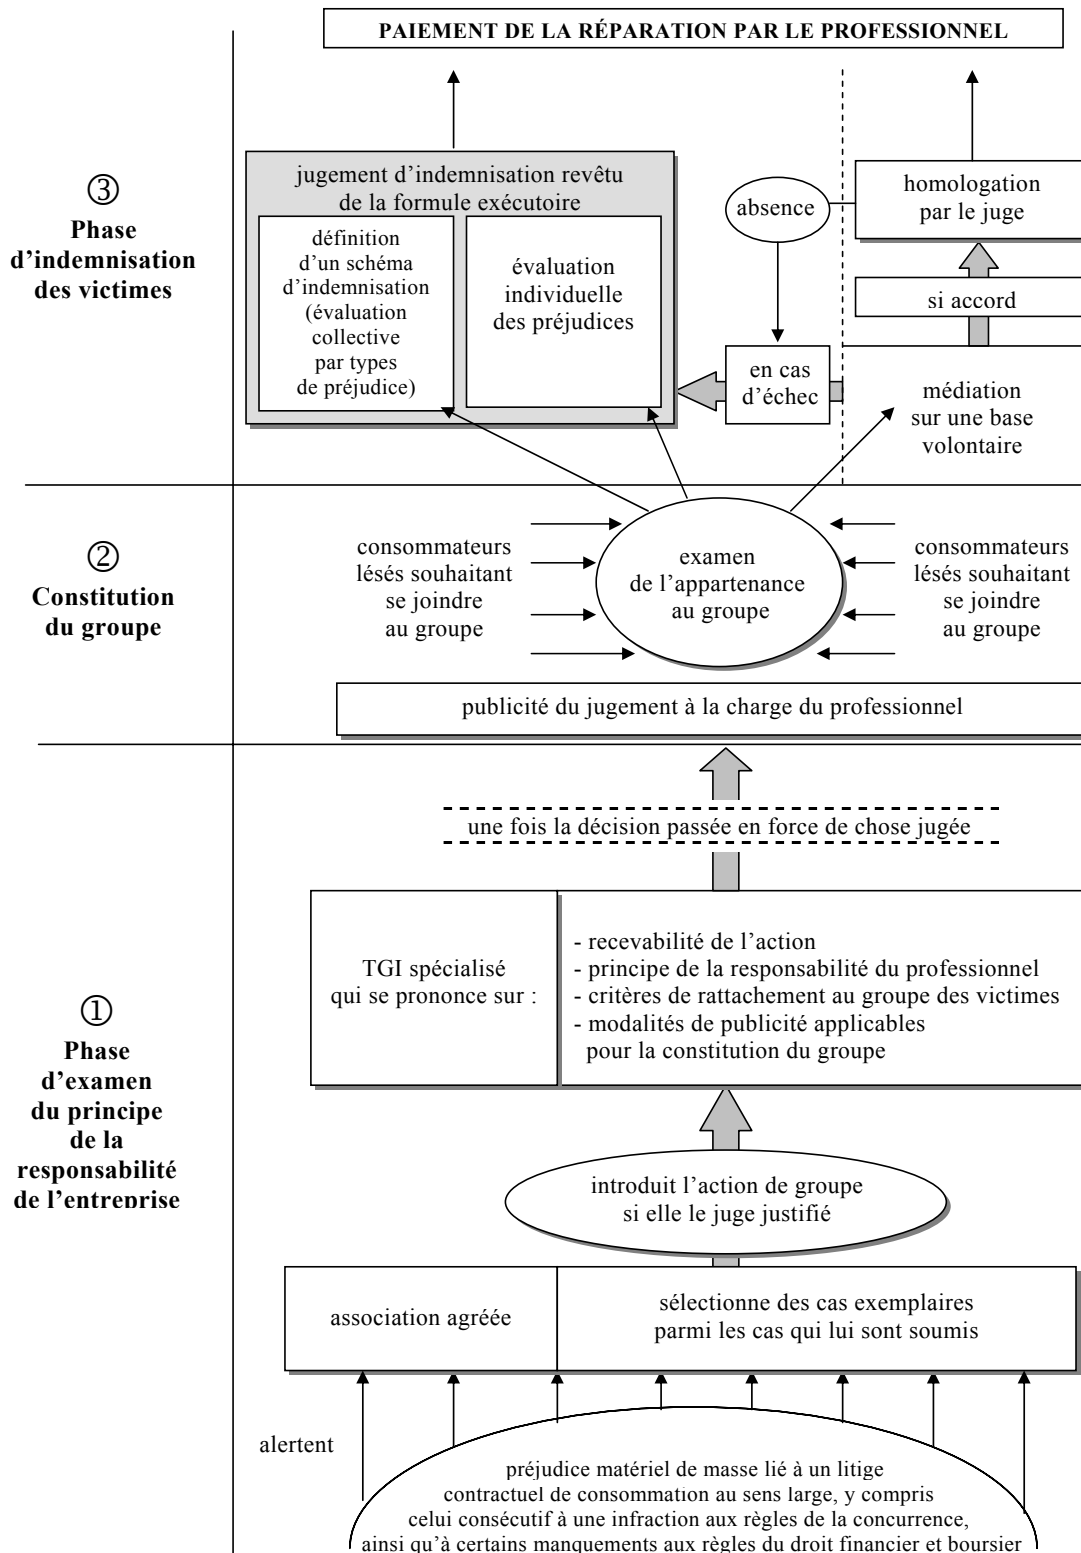 PAIEMENT DE LA RÉPARATION PAR LE PROFESSIONNEL
③
Phase
d’indemnisation
des victimes
jugement d’indemnisation revêtu
de la formule exécutoire
définition
d’un schéma
d’indemnisation
(évaluation
collective
par types
de préjudice)
évaluation
individuelle
des préjudices
absence
homologation
par le juge
si accord
en cas
d’échec
médiation
sur une base
volontaire
②
Constitution
du groupe
consommateurs
lésés souhaitant
se joindre
au groupe
examen
de l’appartenance
au groupe
consommateurs
lésés souhaitant
se joindre
au groupe
publicité du jugement à la charge du professionnel
une fois la décision passée en force de chose jugée
①
Phase
d’examen
du principe
de la
responsabilité
de l’entreprise
TGI spécialisé
qui se prononce sur :
- recevabilité de l’action
- principe de la responsabilité du professionnel
- critères de rattachement au groupe des victimes
- modalités de publicité applicables
pour la constitution du groupe
introduit l’action de groupe
si elle le juge justifié
association agréée
sélectionne des cas exemplaires
parmi les cas qui lui sont soumis
alertent
préjudice matériel de masse lié à un litige
contractuel de consommation au sens large, y compris
celui consécutif à une infraction aux règles de la concurrence,
ainsi qu’à certains manquements aux règles du droit financier et boursier